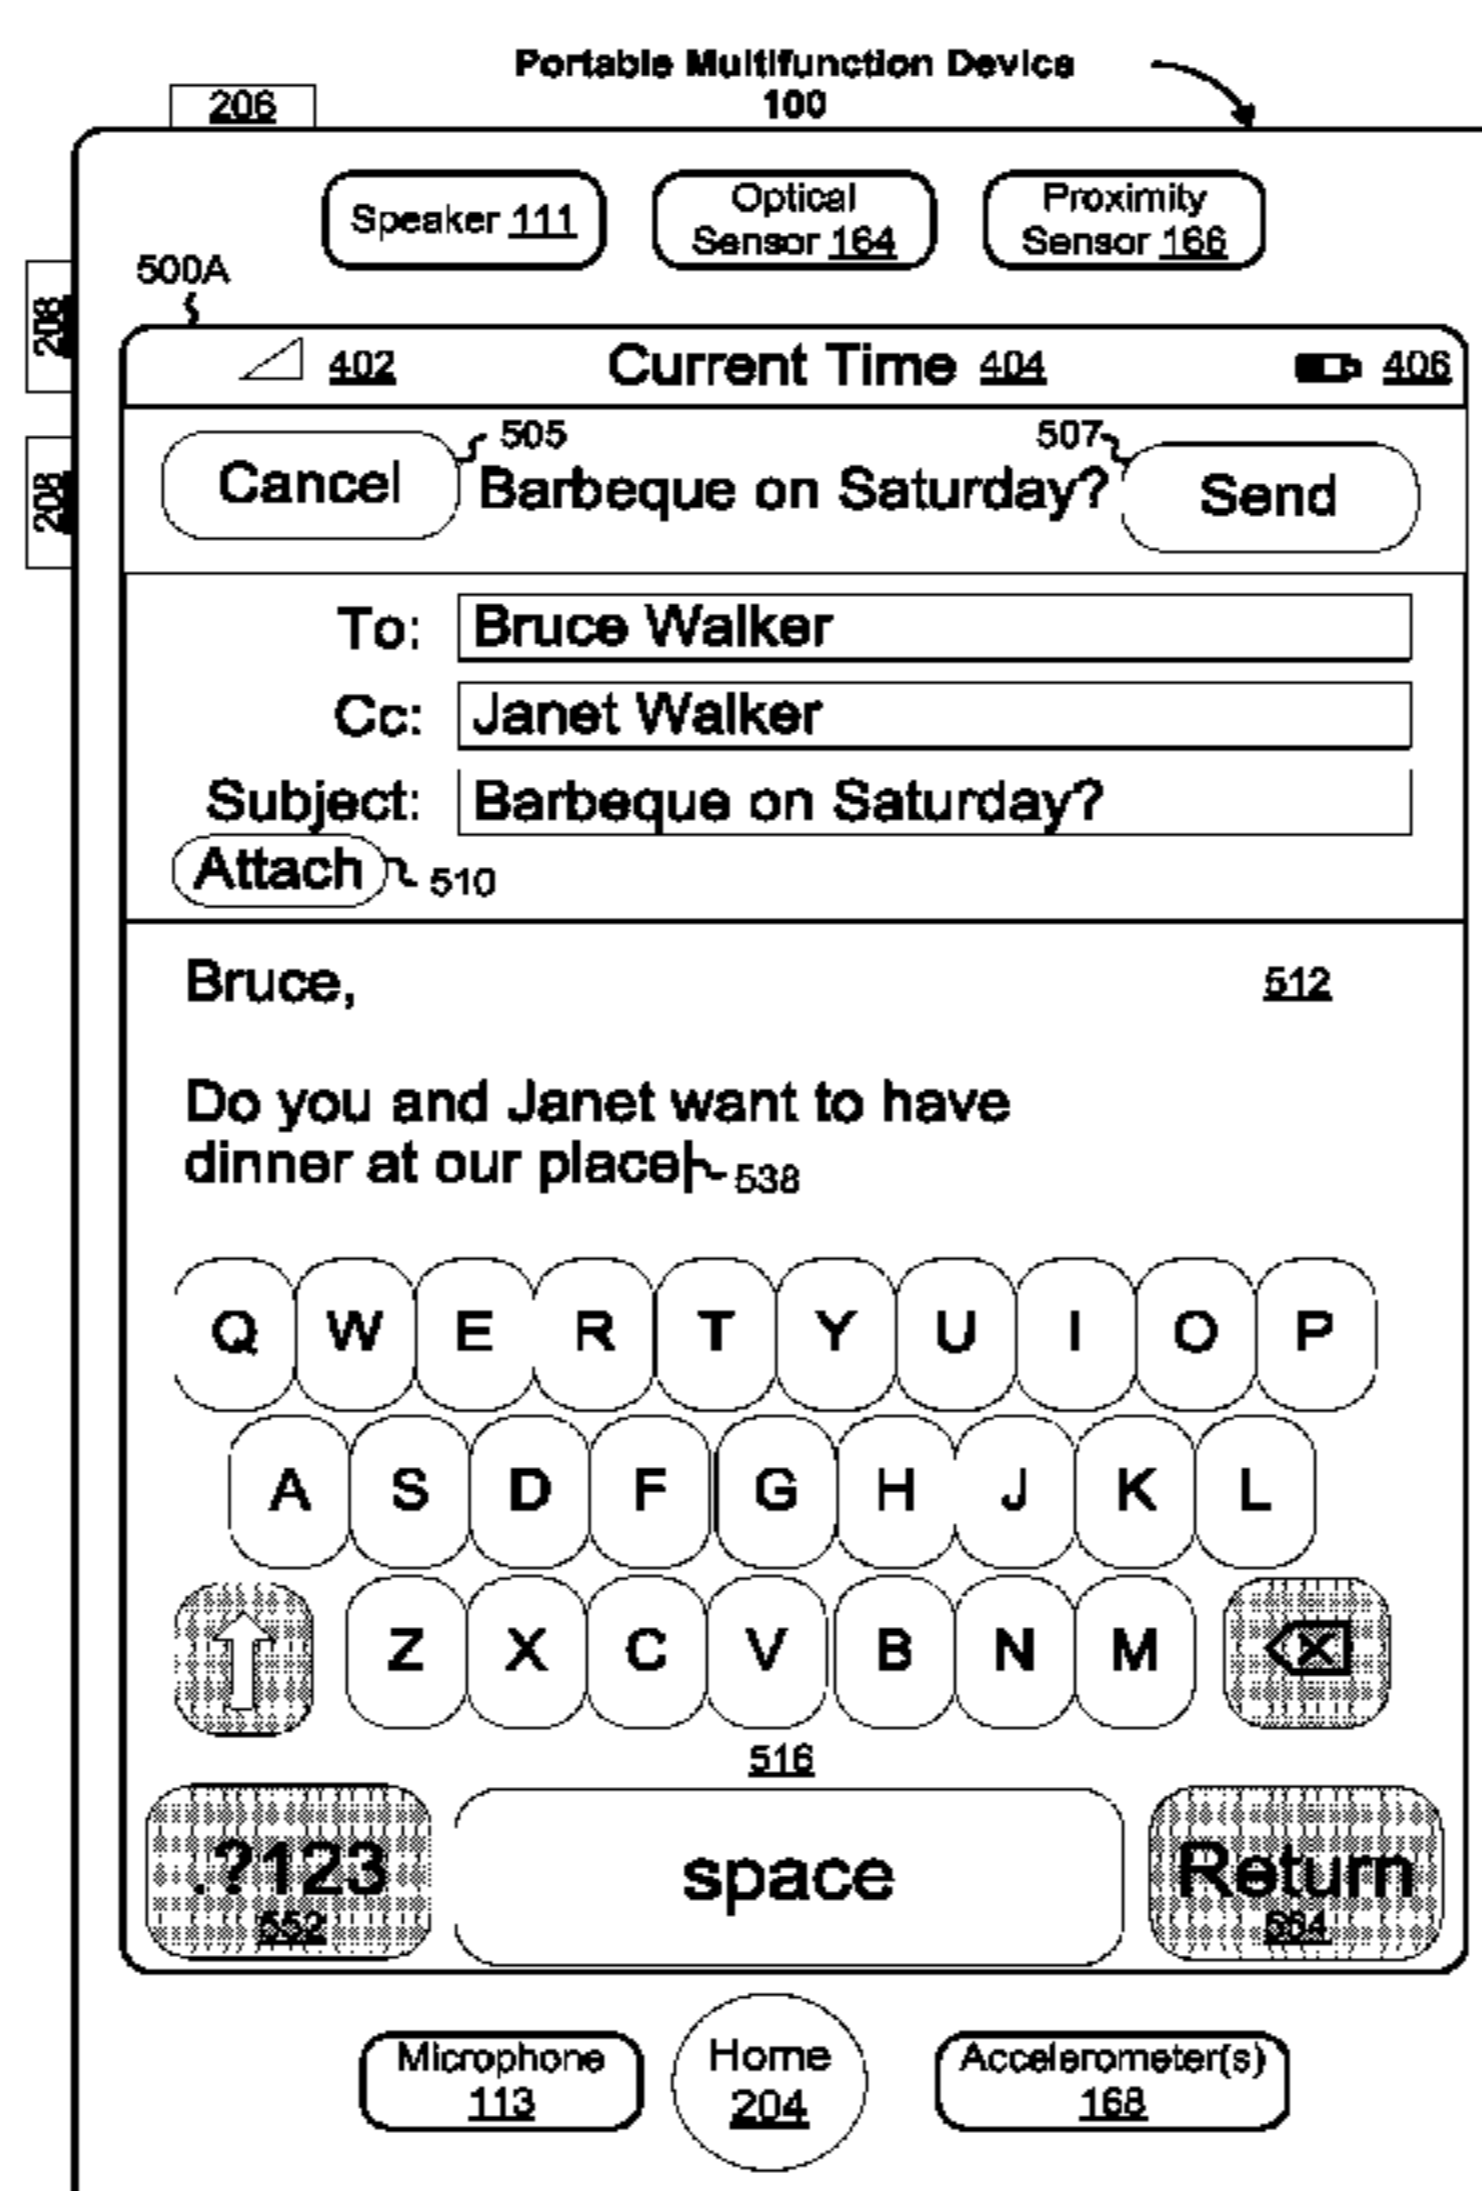 Portable Multifunction Device
100
206
Speaker 111
Optical
Sensor 164
Proximity
Sensor 166
500A
208
208
402
Current Time 404
406
Cancel
505
Barbeque on Saturday?
507
Send
To: Bruce Walker
Cc: Janet Walker
Subject: Barbeque on Saturday?
Attach 510
Bruce,
512
Do you and Janet want to have
dinner at our place
538
Q W E R T Y U I O P
A S D F G H J K L
Z X C V B N M
516
.?123
552
space
Return
554
Microphone
113
Home
204
Accelerometer(s)
168